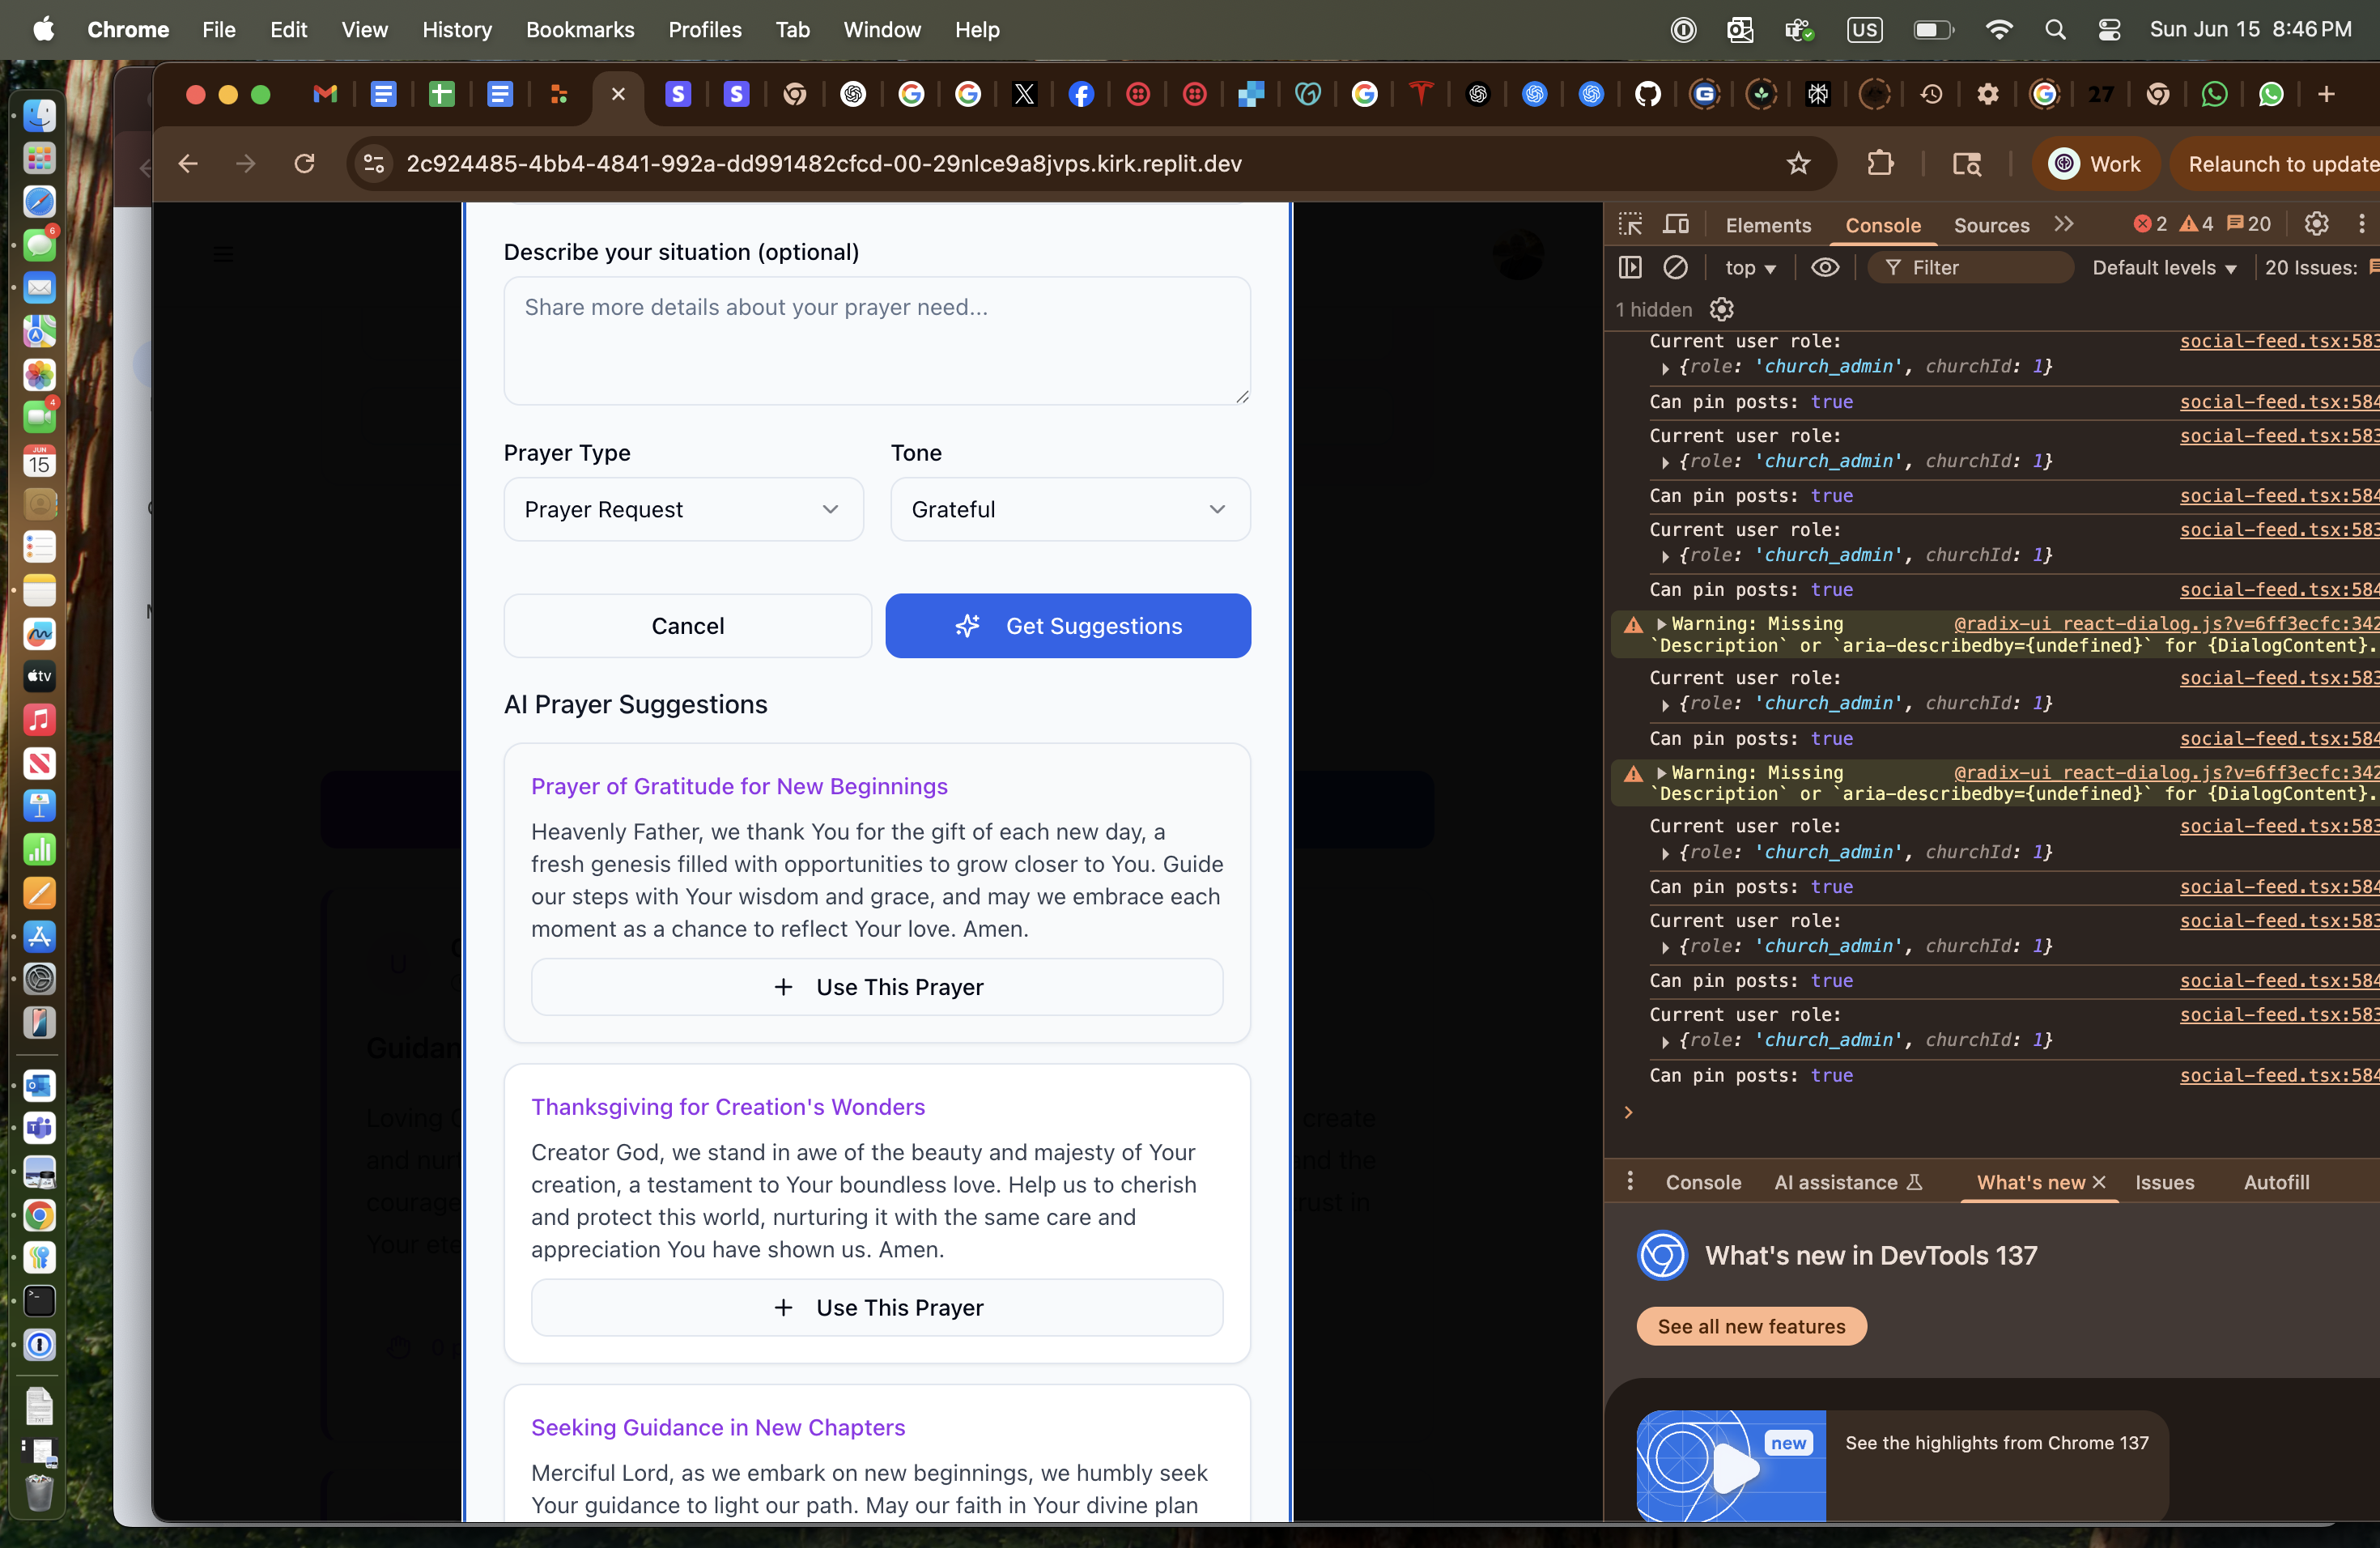 Chrome File Edit View History Bookmarks Profiles Tab Window Help US Sun Jun 15 8:46 PM
27
2c924485-4bb4-4841-992a-dd991482cfcd-00-29nlce9a8jvps.kirk.replit.dev Work Relaunch to update
6
4
JUN
15
tv
Describe your situation (optional)
Share more details about your prayer need...
Prayer Type
Tone
Prayer Request
Grateful
Cancel
Get Suggestions
AI Prayer Suggestions
Prayer of Gratitude for New Beginnings
Heavenly Father, we thank You for the gift of each new day, a
fresh genesis filled with opportunities to grow closer to You. Guide
our steps with Your wisdom and grace, and may we embrace each
moment as a chance to reflect Your love. Amen.
+ Use This Prayer
Thanksgiving for Creation's Wonders
Creator God, we stand in awe of the beauty and majesty of Your
creation, a testament to Your boundless love. Help us to cherish
and protect this world, nurturing it with the same care and
appreciation You have shown us. Amen.
+ Use This Prayer
Seeking Guidance in New Chapters
Merciful Lord, as we embark on new beginnings, we humbly seek
Your guidance to light our path. May our faith in Your divine plan
U
Guidan
Loving
create
and nur
nd the
courage
rust in
Your ete
0
Elements Console Sources 2 4 20
top Filter Default levels 20 Issues:
1 hidden
Current user role: social-feed.tsx:583
{role: 'church_admin', churchId: 1}
Can pin posts: true social-feed.tsx:584
Current user role: social-feed.tsx:583
{role: 'church_admin', churchId: 1}
Can pin posts: true social-feed.tsx:584
Current user role: social-feed.tsx:583
{role: 'church_admin', churchId: 1}
Can pin posts: true social-feed.tsx:584
Warning: Missing @radix-ui_react-dialog.js?v=6ff3ecfc:342
`Description` or `aria-describedby={undefined}` for {DialogContent}.
Current user role: social-feed.tsx:583
{role: 'church_admin', churchId: 1}
Can pin posts: true social-feed.tsx:584
Warning: Missing @radix-ui_react-dialog.js?v=6ff3ecfc:342
`Description` or `aria-describedby={undefined}` for {DialogContent}.
Current user role: social-feed.tsx:583
{role: 'church_admin', churchId: 1}
Can pin posts: true social-feed.tsx:584
Current user role: social-feed.tsx:583
{role: 'church_admin', churchId: 1}
Can pin posts: true social-feed.tsx:584
Current user role: social-feed.tsx:583
{role: 'church_admin', churchId: 1}
Can pin posts: true social-feed.tsx:584
Console AI assistance What's new Issues Autofill
What's new in DevTools 137
See all new features
new
See the highlights from Chrome 137